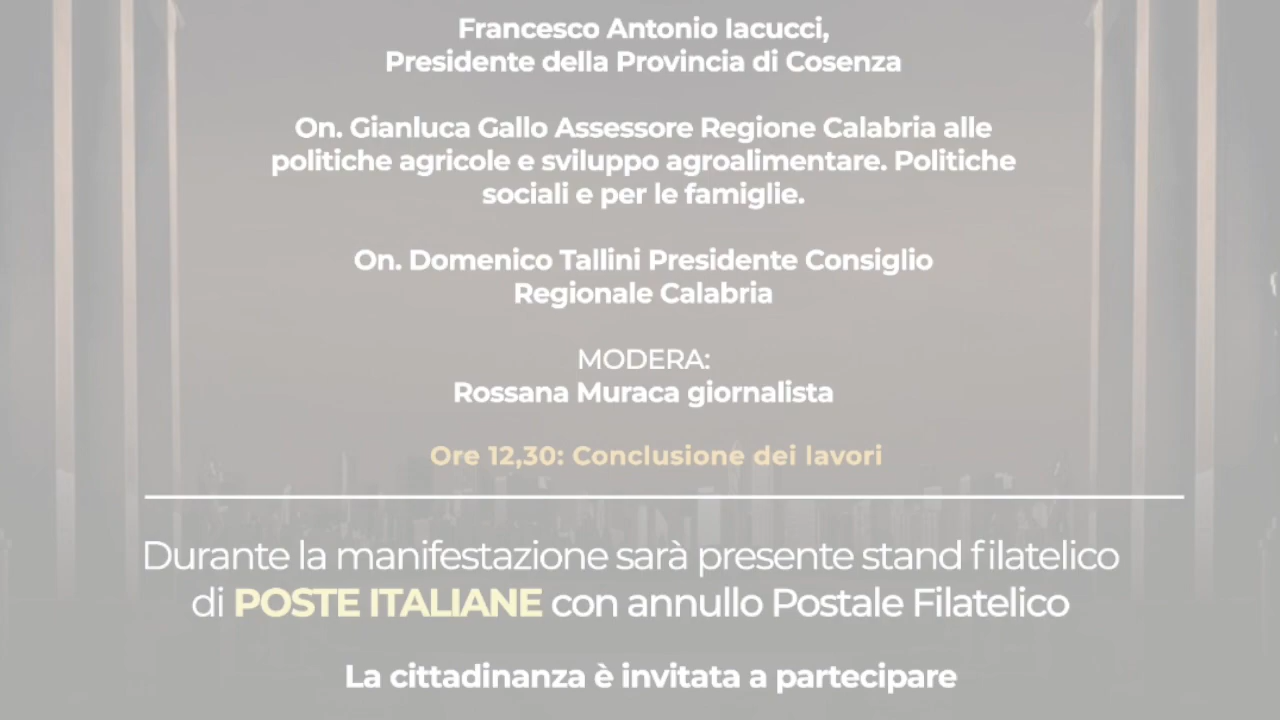 Francesco Antonio Iacucci,
Presidente della Provincia di Cosenza
On. Gianluca Gallo Assessore Regione Calabria alle
politiche agricole e sviluppo agroalimentare. Politiche
sociali e per le famiglie.
On. Domenico Tallini Presidente Consiglio
Regionale Calabria
MODERA:
Rossana Muraca giornalista
Ore 12,30: Conclusione dei lavori
Durante la manifestazione sarà presente stand filatelico
di POSTE ITALIANE con annullo Postale Filatelico
La cittadinanza è invitata a partecipare